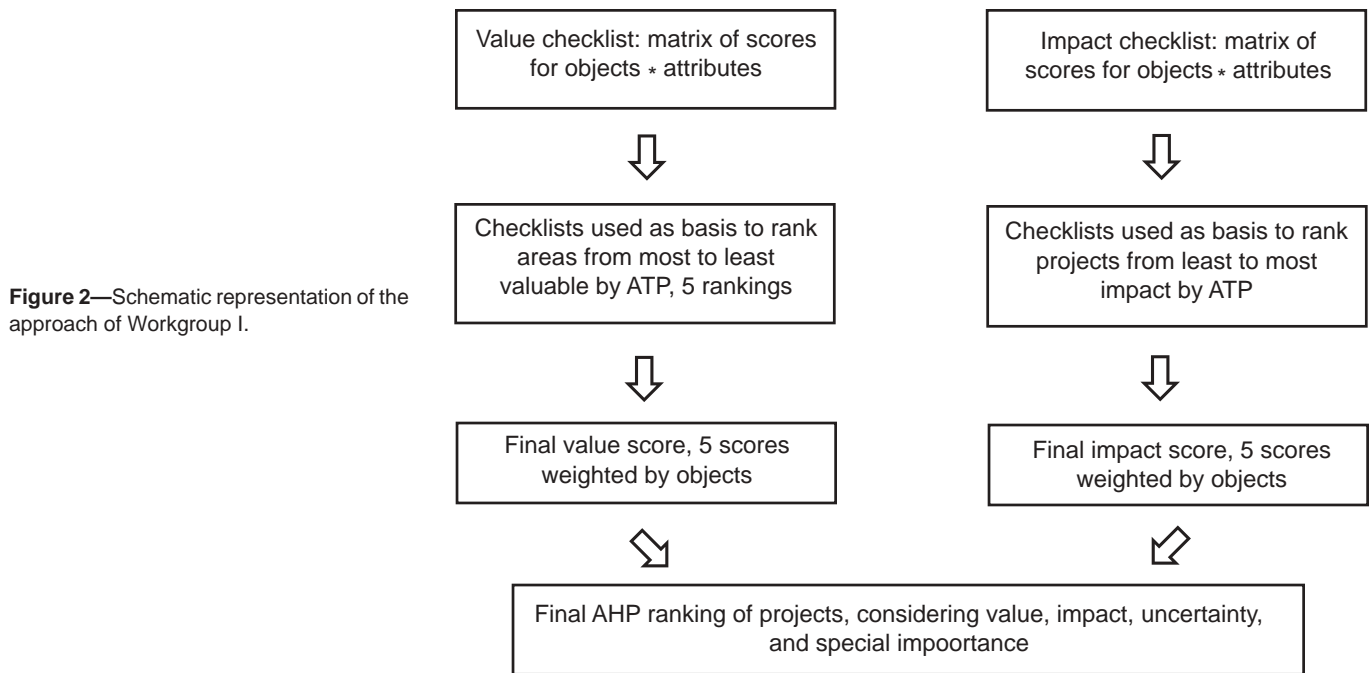 Value checklist: matrix of scores
for objects * attributes
Impact checklist: matrix of
scores for objects * attributes
Checklists used as basis to rank
areas from most to least
valuable by ATP, 5 rankings
Checklists used as basis to rank
projects from least to most
impact by ATP
Figure 2—Schematic representation of the
approach of Workgroup I.
Final value score, 5 scores
weighted by objects
Final impact score, 5 scores
weighted by objects
Final AHP ranking of projects, considering value, impact, uncertainty,
and special impoortance